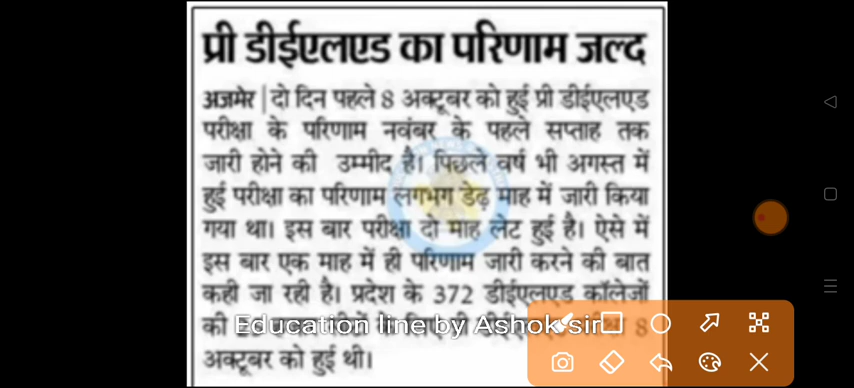 प्री डीईएलएड का परिणाम जल्द
अजमेर | दो दिन पहले 8 अक्टूबर को हुई प्री डीईएलएड
परीक्षा के परिणाम नवंबर के पहले सप्ताह तक
जारी होने की उम्मीद है। पिछले वर्ष भी अगस्त में
हुई परीक्षा का परिणाम लगभग डेढ़ माह में जारी किया
गया था। इस बार परीक्षा दो माह लेट हुई है। ऐसे में
इस बार एक माह में ही परिणाम जारी करने की बात
कही जा रही है। प्रदेश के 372 डीईएलएड कॉलेजों
की 8
Education line by Ashok sir
अक्टूबर को हुई थी।